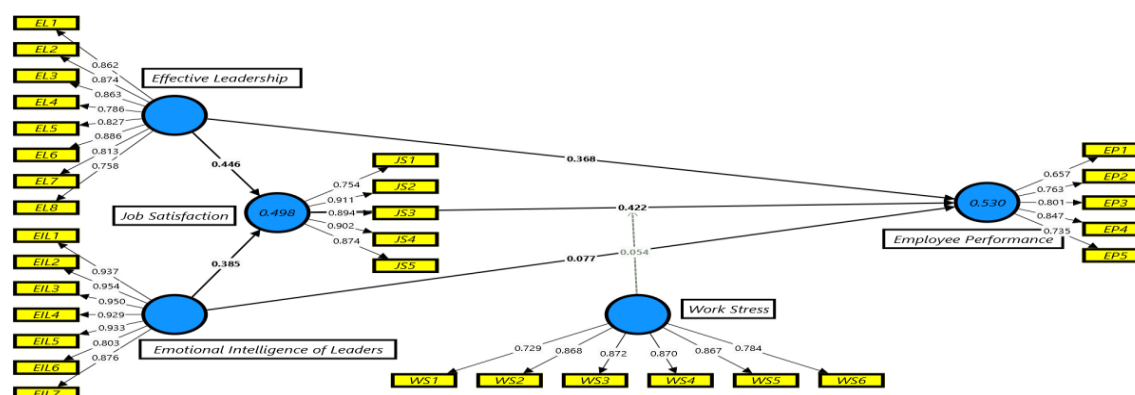 EL1
EL2
EL3
EL4
EL5
EL6
EL7
EL8
0.862
0.874
0.863
0.786
0.827
0.886
0.813
0.758
Effective Leadership
0.446
0.368
JS1
JS2
JS3
JS4
JS5
0.754
0.911
0.894
0.902
0.874
Job Satisfaction
0.498
0.422
0.530
EP1
EP2
EP3
EP4
EP5
0.657
0.763
0.801
0.847
0.735
Employee Performance
EIL1
EIL2
EIL3
EIL4
EIL5
EIL6
EIL7
0.937
0.954
0.950
0.929
0.933
0.803
0.876
0.385
0.077
0.054
Emotional Intelligence of Leaders
Work Stress
0.729
0.868
0.872
0.870
0.867
0.784
WS1
WS2
WS3
WS4
WS5
WS6